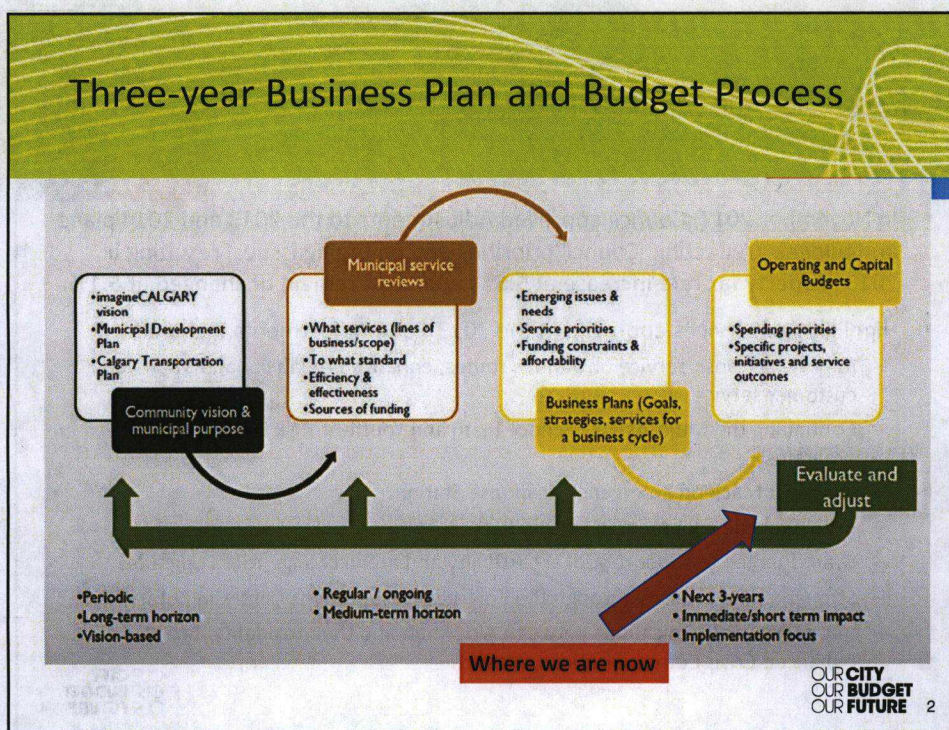 Three-year Business Plan and Budget Process
•imagineCALGARY
vision
•Municipal Development
Plan
•Calgary Transportation
Plan
Community vision &
municipal purpose
Municipal service
reviews
•What services (lines of
business/scope)
•To what standard
•Efficiency &
effectiveness
•Sources of funding
•Emerging issues &
needs
•Service priorities
•Funding constraints &
affordability
Business Plans (Goals,
strategies, services for
a business cycle)
Operating and Capital
Budgets
•Spending priorities
•Specific projects,
initiatives and service
outcomes
Evaluate and
adjust
•Periodic
•Long-term horizon
•Vision-based
•Regular / ongoing
•Medium-term horizon
•Next 3-years
•Immediate/short term impact
•Implementation focus
Where we are now
OUR CITY
OUR BUDGET
OUR FUTURE
2